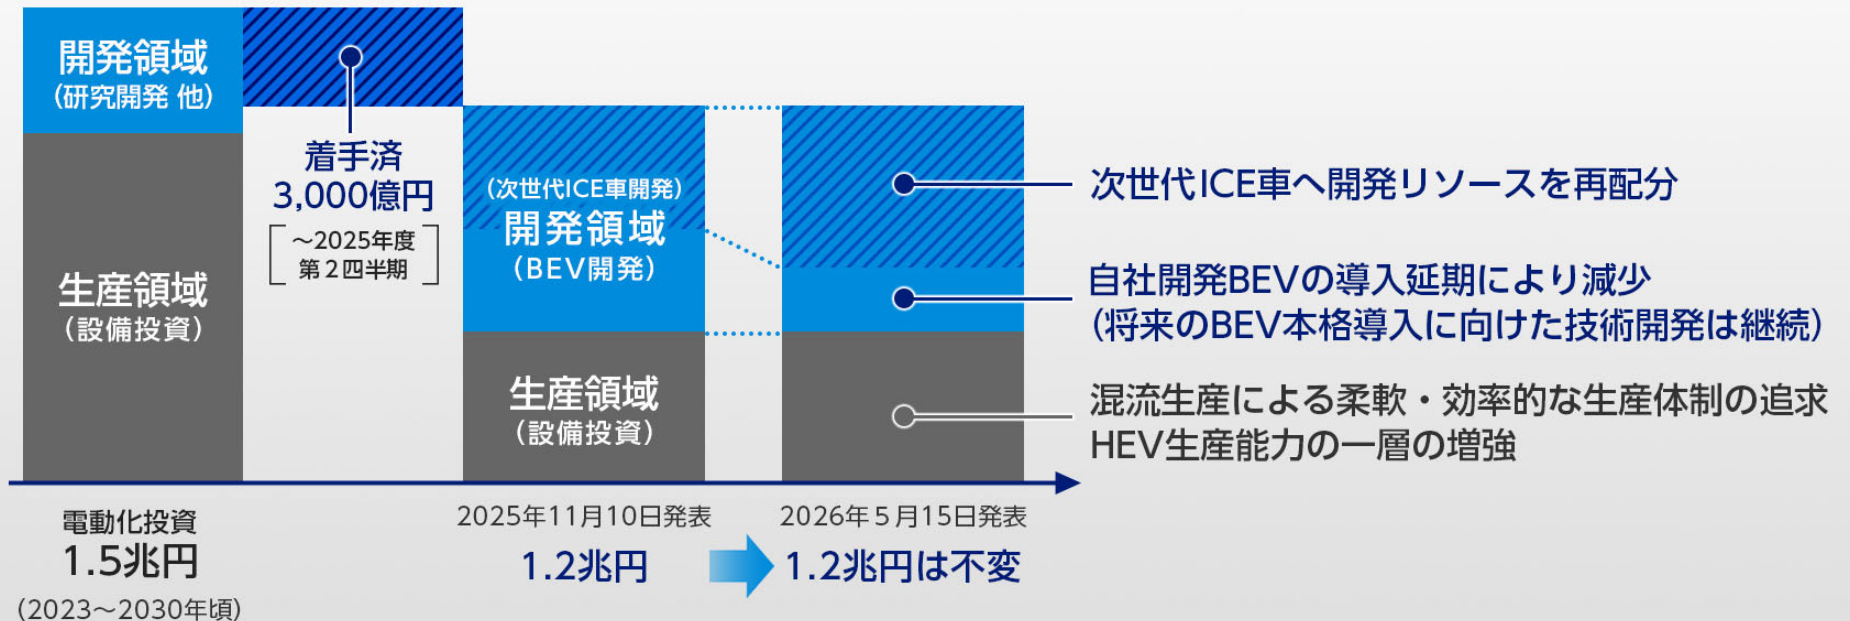 開発領域
(研究開発 他)
生産領域
(設備投資)
着手済
3,000億円
～2025年度
第2四半期
(次世代ICE車開発)
開発領域
(BEV開発)
生産領域
(設備投資)
次世代ICE車へ開発リソースを再配分
自社開発BEVの導入延期により減少
(将来のBEV本格導入に向けた技術開発は継続)
混流生産による柔軟・効率的な生産体制の追求
HEV生産能力の一層の増強
電動化投資
1.5兆円
(2023～2030年頃)
2025年11月10日発表
1.2兆円
2026年5月15日発表
1.2兆円は不変